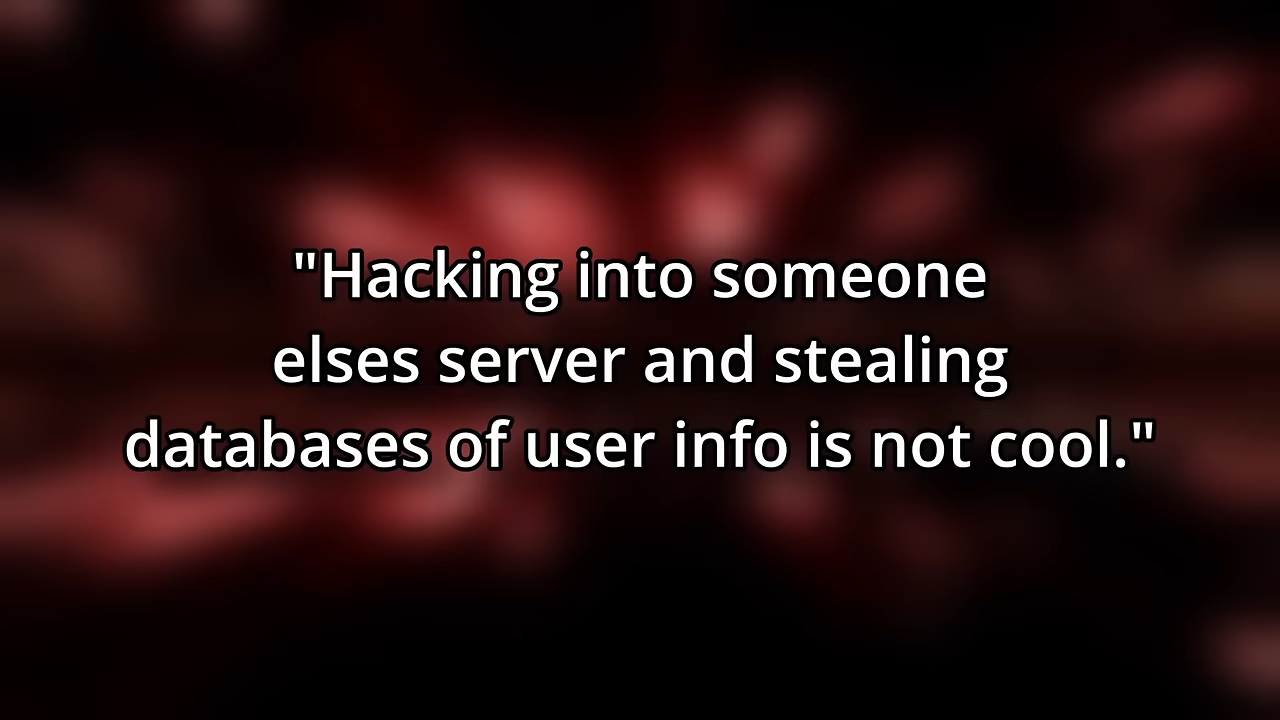 "Hacking into someone
elses server and stealing
databases of user info is not cool."